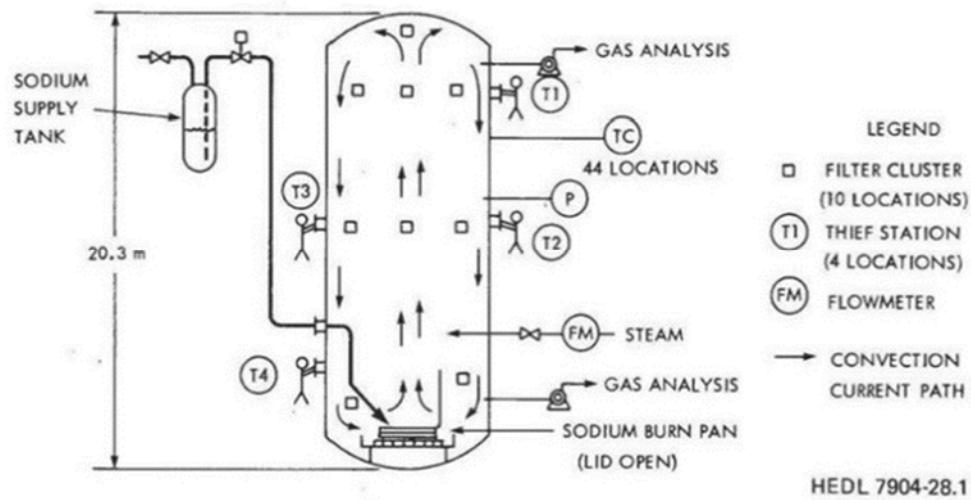 GAS ANALYSIS
T1
SODIUM
SUPPLY
TANK
TC
44 LOCATIONS
P
T3
T2
20.3 m
FM
STEAM
T4
GAS ANALYSIS
SODIUM BURN PAN
(LID OPEN)
LEGEND
FILTER CLUSTER
(10 LOCATIONS)
T1 THIEF STATION
(4 LOCATIONS)
FM FLOWMETER
CONVECTION
CURRENT PATH
HEDL 7904-28.1